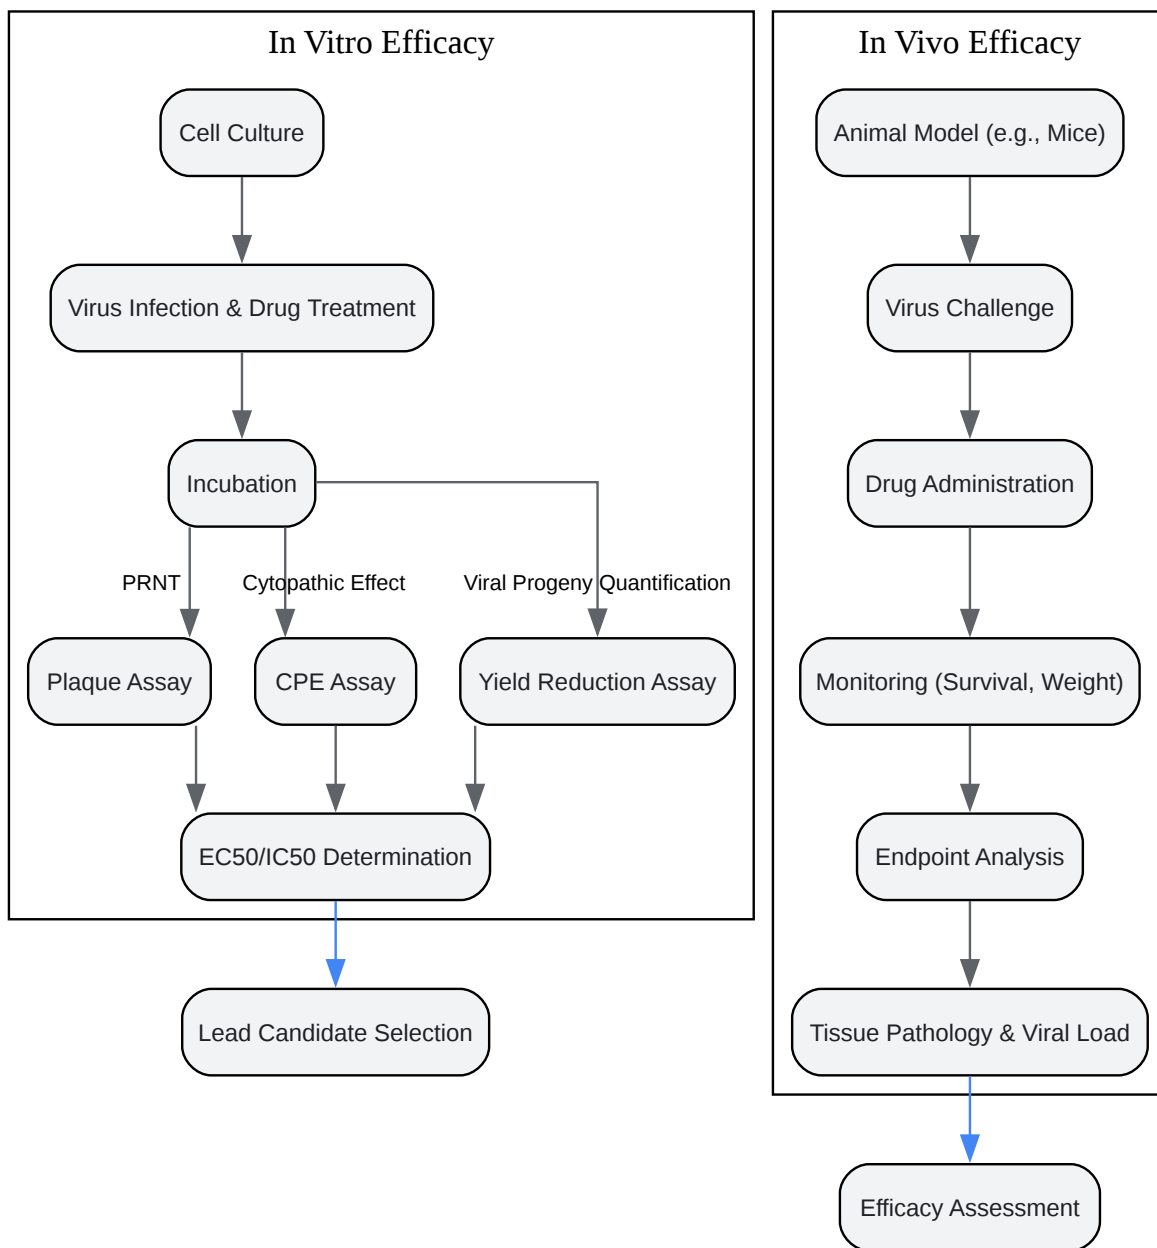 In Vitro Efficacy
Cell Culture
Virus Infection & Drug Treatment
Incubation
PRNT
Cytopathic Effect
Viral Progeny Quantification
Plaque Assay
CPE Assay
Yield Reduction Assay
EC50/IC50 Determination
Lead Candidate Selection
In Vivo Efficacy
Animal Model (e.g., Mice)
Virus Challenge
Drug Administration
Monitoring (Survival, Weight)
Endpoint Analysis
Tissue Pathology & Viral Load
Efficacy Assessment